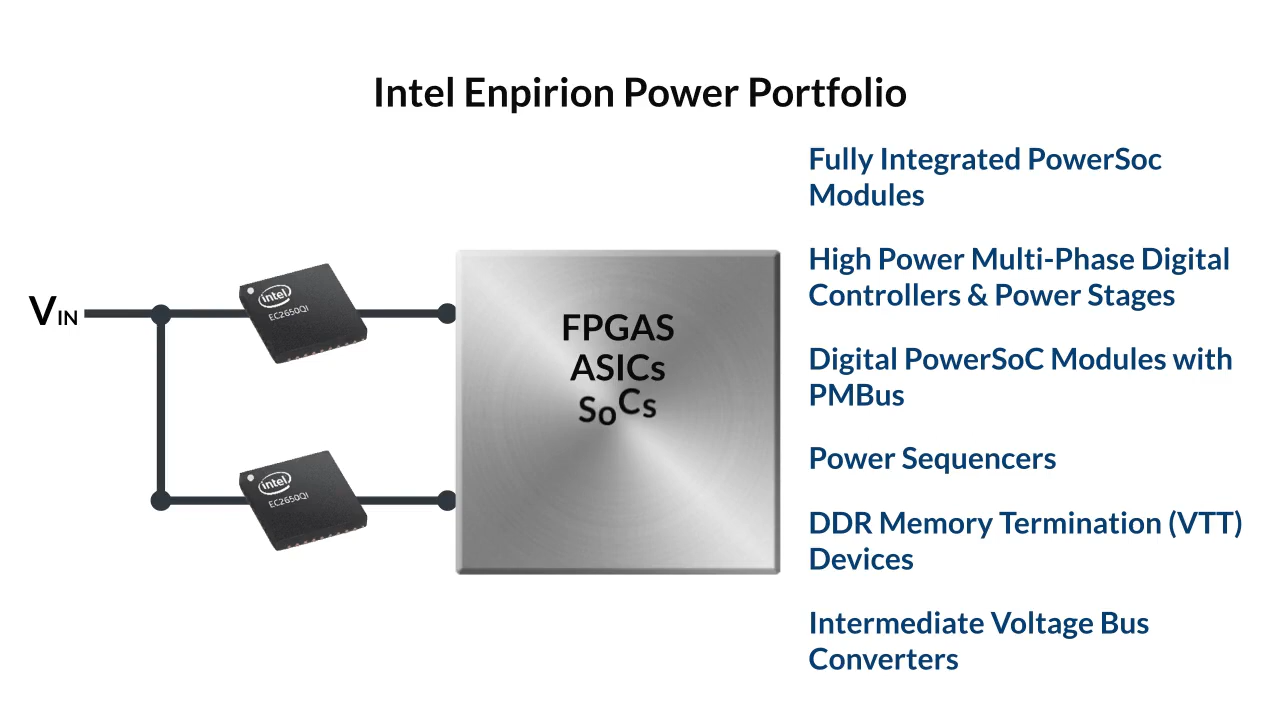 Intel Enpirion Power Portfolio
Fully Integrated PowerSoc
Modules
High Power Multi-Phase Digital
Controllers & Power Stages
Digital PowerSoC Modules with
PMBus
Power Sequencers
DDR Memory Termination (VTT)
Devices
Intermediate Voltage Bus
Converters
VIN
intel
EC2650QI
intel
EC2650QI
FPGAS
ASICs
SoCs